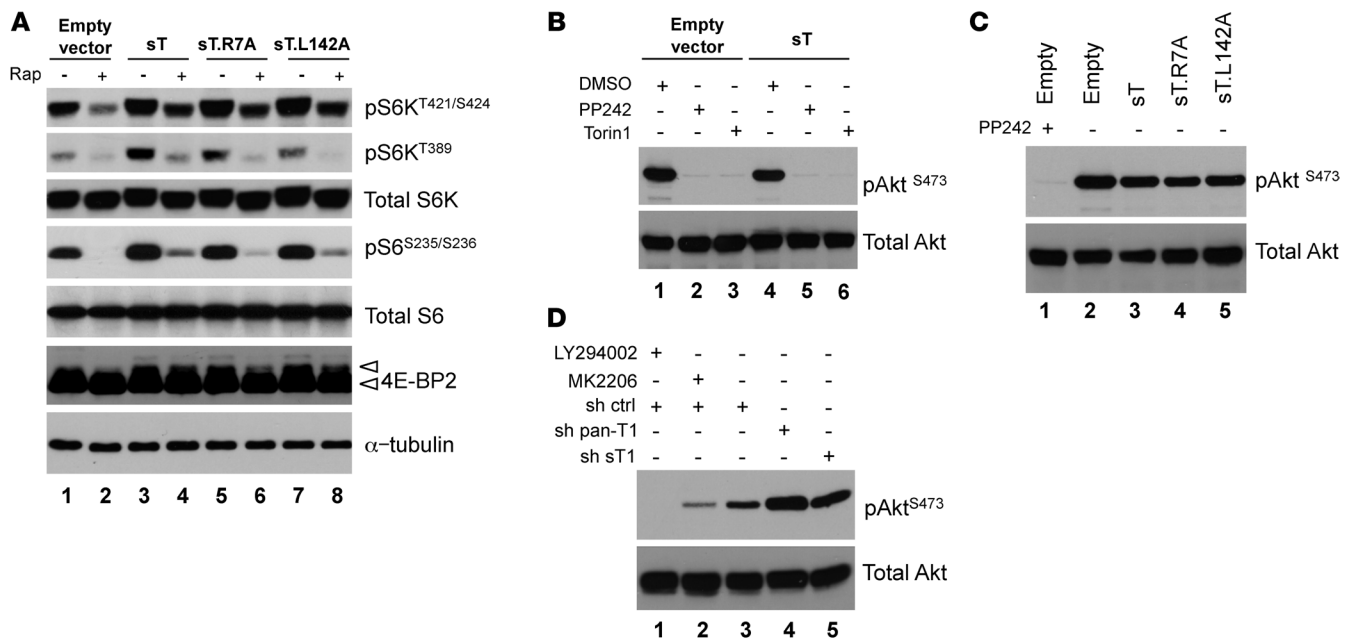 A
Empty vector sT sT.R7A sT.L142A
Rap - + - + - + - +
pS6K T421/S424
pS6K T389
Total S6K
pS6 S235/S236
Total S6
4E-BP2
α-tubulin
1 2 3 4 5 6 7 8
B
Empty vector sT
DMSO + - - + - -
PP242 - + - - + -
Torin1 - - + - - +
pAkt S473
Total Akt
1 2 3 4 5 6
C
Empty Empty sT sT.R7A sT.L142A
PP242 + - - - -
pAkt S473
Total Akt
1 2 3 4 5
D
LY294002 + - - - -
MK2206 - + - - -
sh ctrl + + + - -
sh pan-T1 - - - + -
sh sT1 - - - - +
pAkt S473
Total Akt
1 2 3 4 5